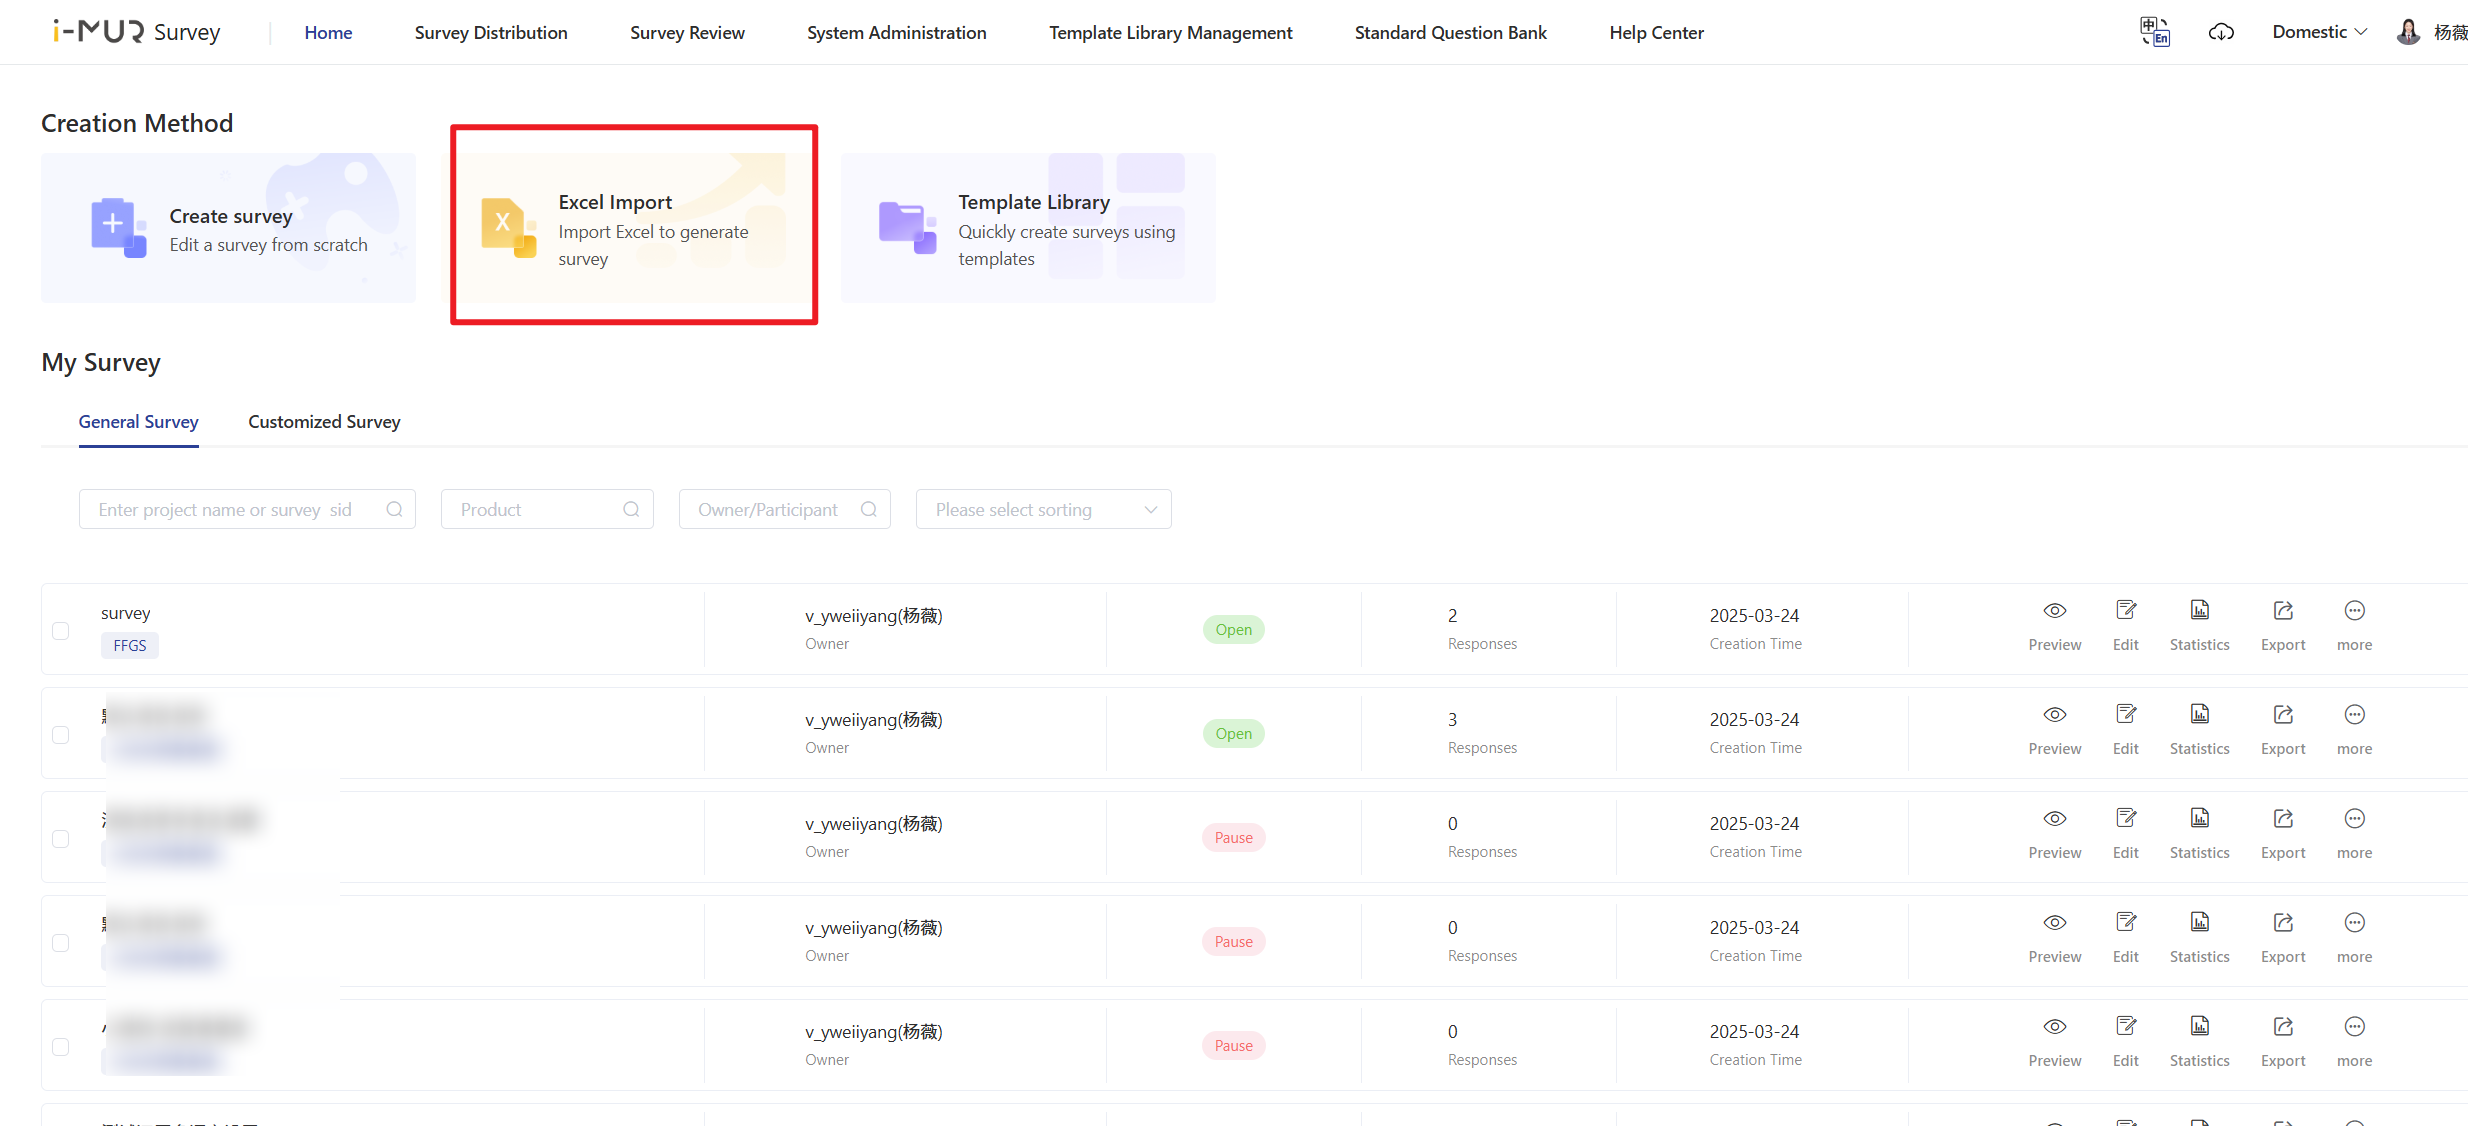 i-MUR Survey
Home
Survey Distribution
Survey Review
System Administration
Template Library Management
Standard Question Bank
Help Center
中
En
Domestic
杨薇
Creation Method
Create survey
Edit a survey from scratch
X
Excel Import
Import Excel to generate
survey
Template Library
Quickly create surveys using
templates
My Survey
General Survey
Customized Survey
Enter project name or survey sid
Product
Owner/Participant
Please select sorting
survey
FFGS
v_yweiiyang(杨薇)
Owner
Open
2
Responses
2025-03-24
Creation Time
Preview
Edit
Statistics
Export
more
v_yweiiyang(杨薇)
Owner
Open
3
Responses
2025-03-24
Creation Time
Preview
Edit
Statistics
Export
more
v_yweiiyang(杨薇)
Owner
Pause
0
Responses
2025-03-24
Creation Time
Preview
Edit
Statistics
Export
more
v_yweiiyang(杨薇)
Owner
Pause
0
Responses
2025-03-24
Creation Time
Preview
Edit
Statistics
Export
more
v_yweiiyang(杨薇)
Owner
Pause
0
Responses
2025-03-24
Creation Time
Preview
Edit
Statistics
Export
more